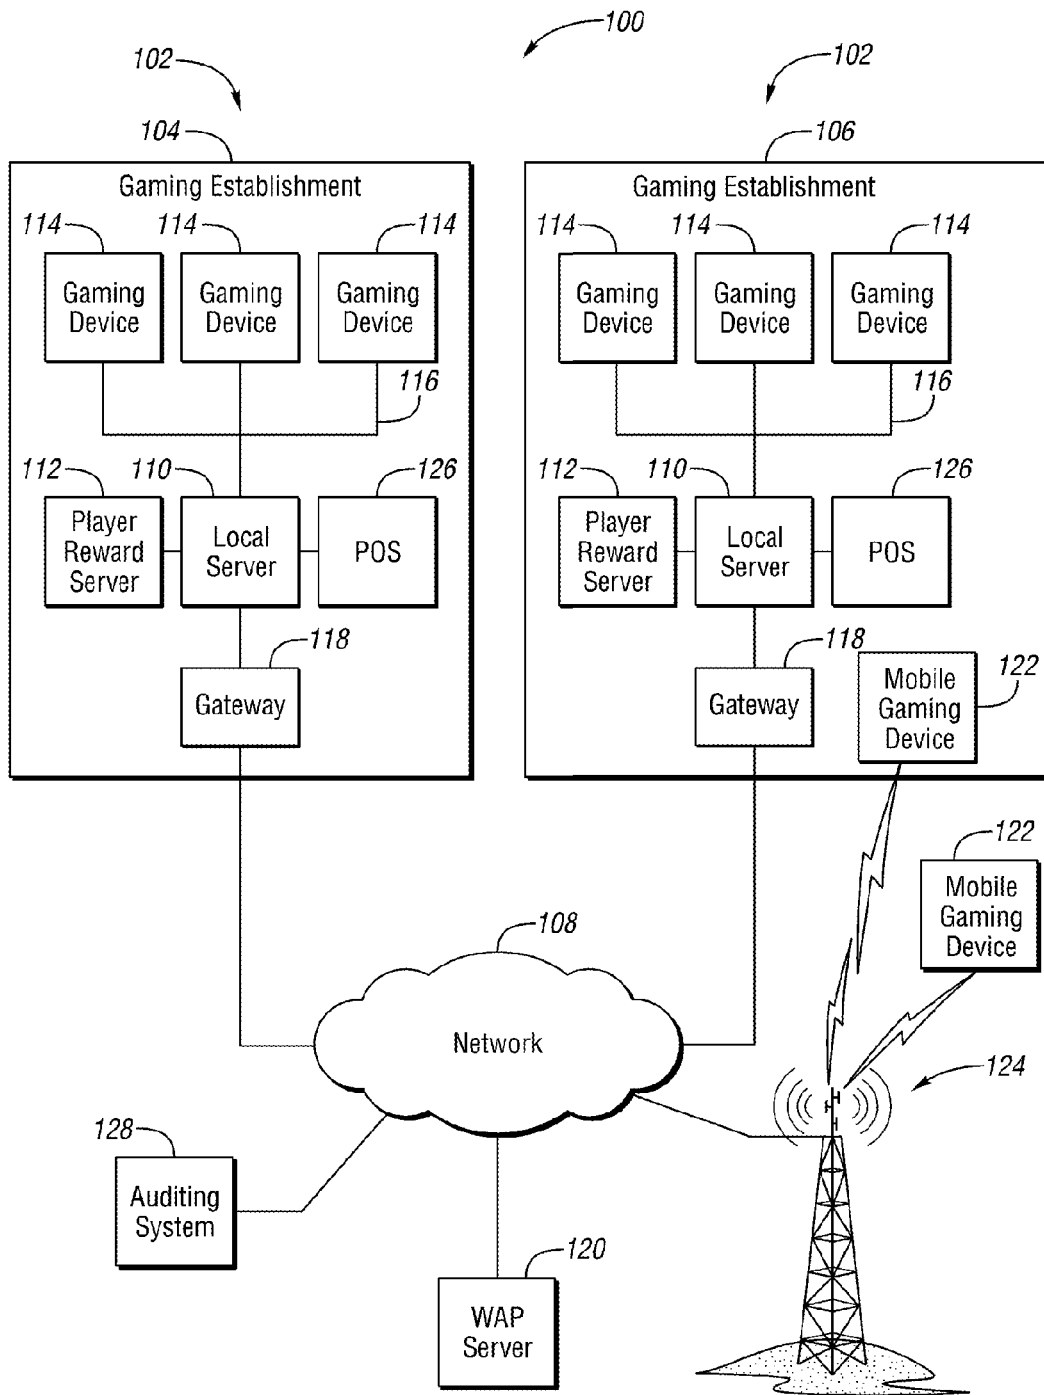 100
102
102
104
106
Gaming Establishment
Gaming Establishment
114
114
114
114
114
114
Gaming
Device
Gaming
Device
Gaming
Device
Gaming
Device
Gaming
Device
Gaming
Device
116
116
112
110
126
112
110
126
Player
Reward
Server
Local
Server
POS
Player
Reward
Server
Local
Server
POS
118
118
Gateway
Gateway
Mobile
Gaming
Device
122
122
Mobile
Gaming
Device
108
Network
124
128
Auditing
System
120
WAP
Server